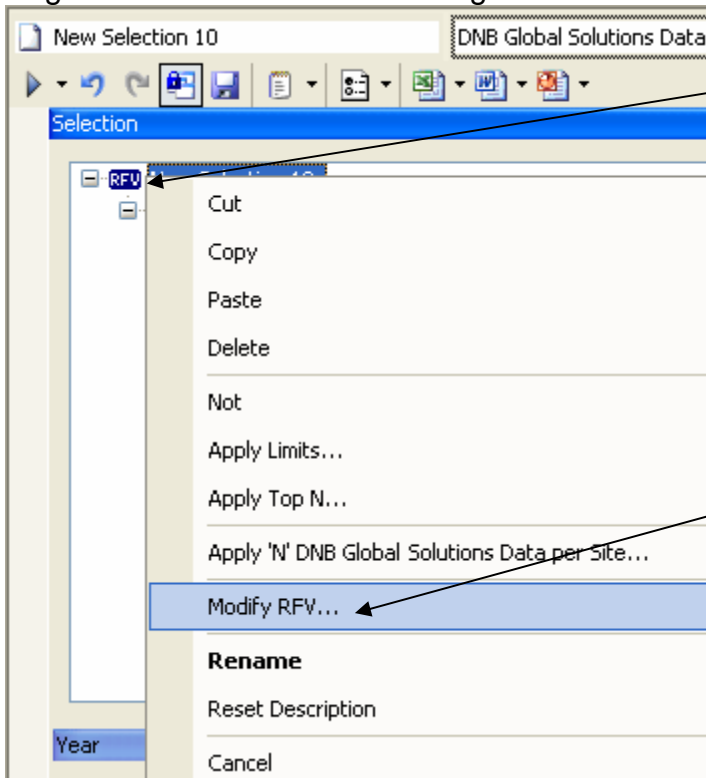 New Selection 10 DNB Global Solutions Data
Selection
RFV
Cut
Copy
Paste
Delete
Not
Apply Limits...
Apply Top N...
Apply 'N' DNB Global Solutions Data per Site...
Modify RFV...
Rename
Reset Description
Year
Cancel